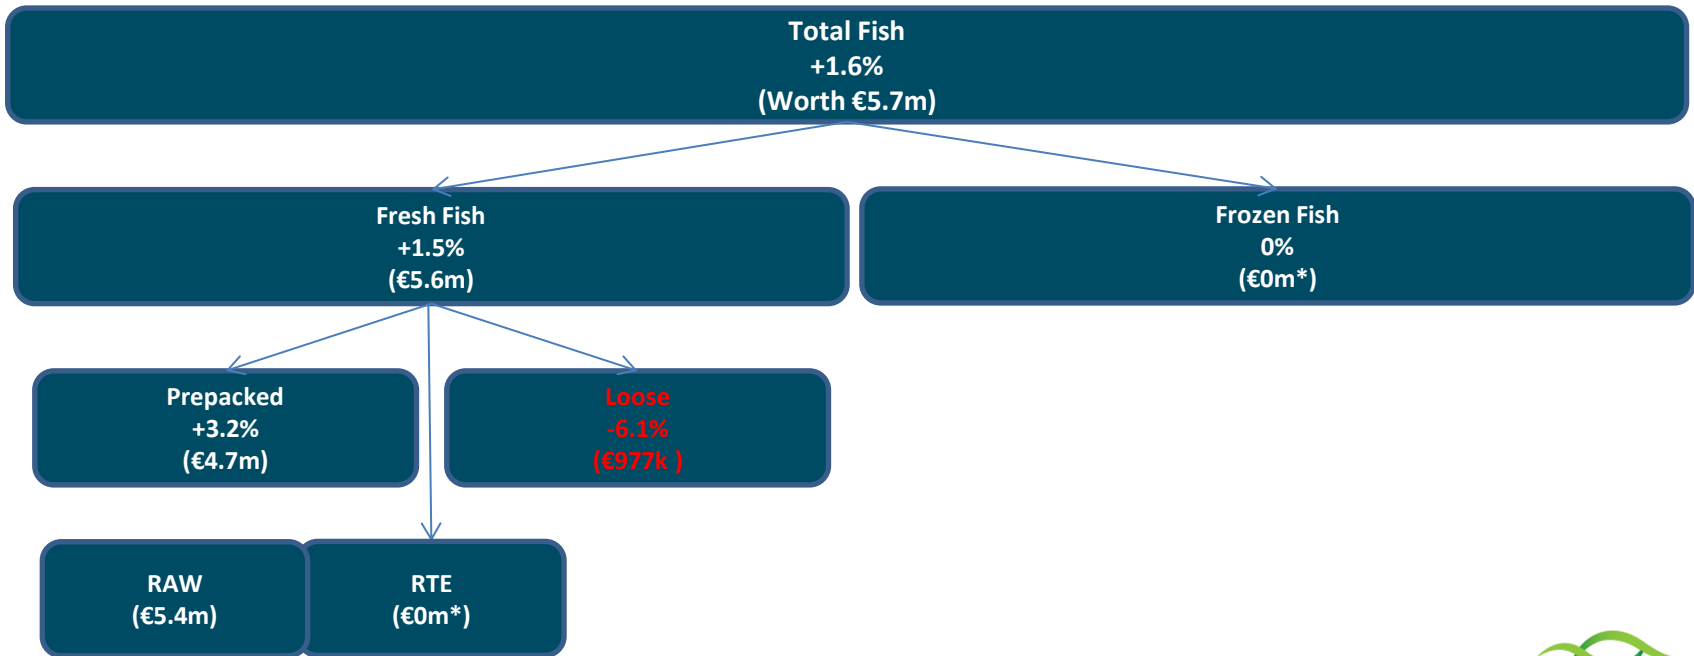 Total Fish
+1.6%
(Worth €5.7m)
Fresh Fish
+1.5%
(€5.6m)
Frozen Fish
0%
(€0m*)
Prepacked
+3.2%
(€4.7m)
Loose
-6.1%
(€977k )
RAW
(€5.4m)
RTE
(€0m*)